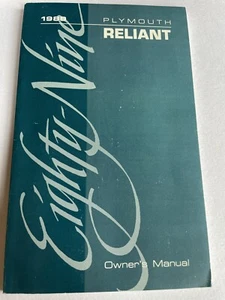 1989
PLYMOUTH
RELIANT
Eighty-Nine
Owner's Manual